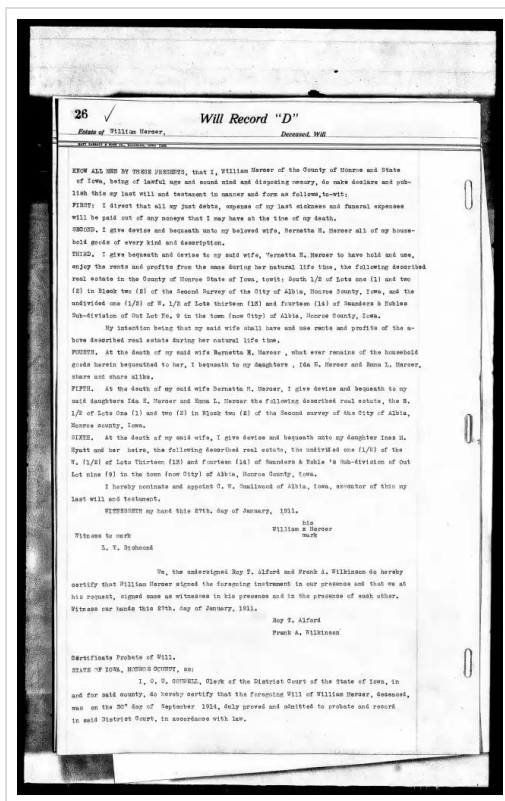 26 ✓
Will Record "D"
Estate of William Mercer, Deceased. Will
KNOW ALL MEN BY THESE PRESENTS, that I, William Mercer of the County of Monroe and State
of Iowa, being of lawful age and sound mind and disposing memory, do make declare and pub-
lish this my last will and testament in manner and form as follows,to-wit:
FIRST: I direct that all my just debts, expense of my last sickness and funeral expenses
will be paid out of any moneys that I may have at the time of my death.
SECOND. I give devise and bequeath unto my beloved wife, Bernetta H. Mercer all of my house-
hold goods of every kind and description.
THIRD. I give bequeath and devise to my said wife, Vernetta H. Mercer to have hold and use,
enjoy the rents and profits from the same during her natural life time, the following described
real estate in the County of Monroe State of Iowa, towit: South 1/2 of Lots one (1) and two
(2) in Block two (2) of the Second Survey of the City of Albia, Monroe County, Iowa, and the
undivided one (1/2) of W. 1/2 of Lots thirteen (13) and fourteen (14) of Saunders & Nobles
Sub-division of Out Lot No. 9 in the town (now City) of Albia, Monroe County, Iowa.
My intention being that my wife shall have and use rents and profits of the a-
bove described real estate during her natural life time.
FOURTH. At the death of my said wife Bernetta H. Mercer , what ever remains of the household
goods herein bequeathed to her, I bequeath to my daughters , Ida H. Mercer and Emma L. Mercer,
share and share alike.
FIFTH. At the death of my said wife Bernetta H. Mercer, I give devise and bequeath to my
said daughters Ida H. Mercer and Emma L. Mercer the following described real estate, the S.
1/2 of Lots One (1) and two (2) in Block two (2) of the Second survey of the City of Albia,
Monroe county, Iowa.
SIXTH. At the death of my said wife, I give devise and bequeath unto my daughter Ines H.
Hyatt and her heirs, the following described real estate, the undivided one (1/2) of the
W. (1/2) of Lots Thirteen (13) and fourteen (14) of Saunders & Noble 's Sub-division of Out
Lot nine (9) in the town (now City) of Albia, Monroe County, Iowa.
I hereby nominate and appoint C. W. Smallwood of Albia, Iowa, executor of this my
last will and testament.
WITNESSETH my hand this 27th. day of January, 1911.
his
William x Mercer
Witness to mark mark
L. T. Richmond
We, the undersigned Roy T. Alford and Frank A. Wilkinson do hereby
certify that William Mercer signed the foregoing instrument in our presence and that we at
his request, signed same as witnesses in his presence and in the presence of each other.
Witness our hands this 27th. day of January, 1911.
Roy T. Alford
Frank A. Wilkinson
Certificate Probate of Will.
STATE OF IOWA, MONROE COUNTY, ss:
I, O. U. Clerk of the District Court of the State of Iowa, in
and for said county, do hereby certify that the foregoing Will of William Mercer, deceased,
was on the 30" day of September 1914, duly proved and admitted to probate and record
in said District Court, in accordance with law.